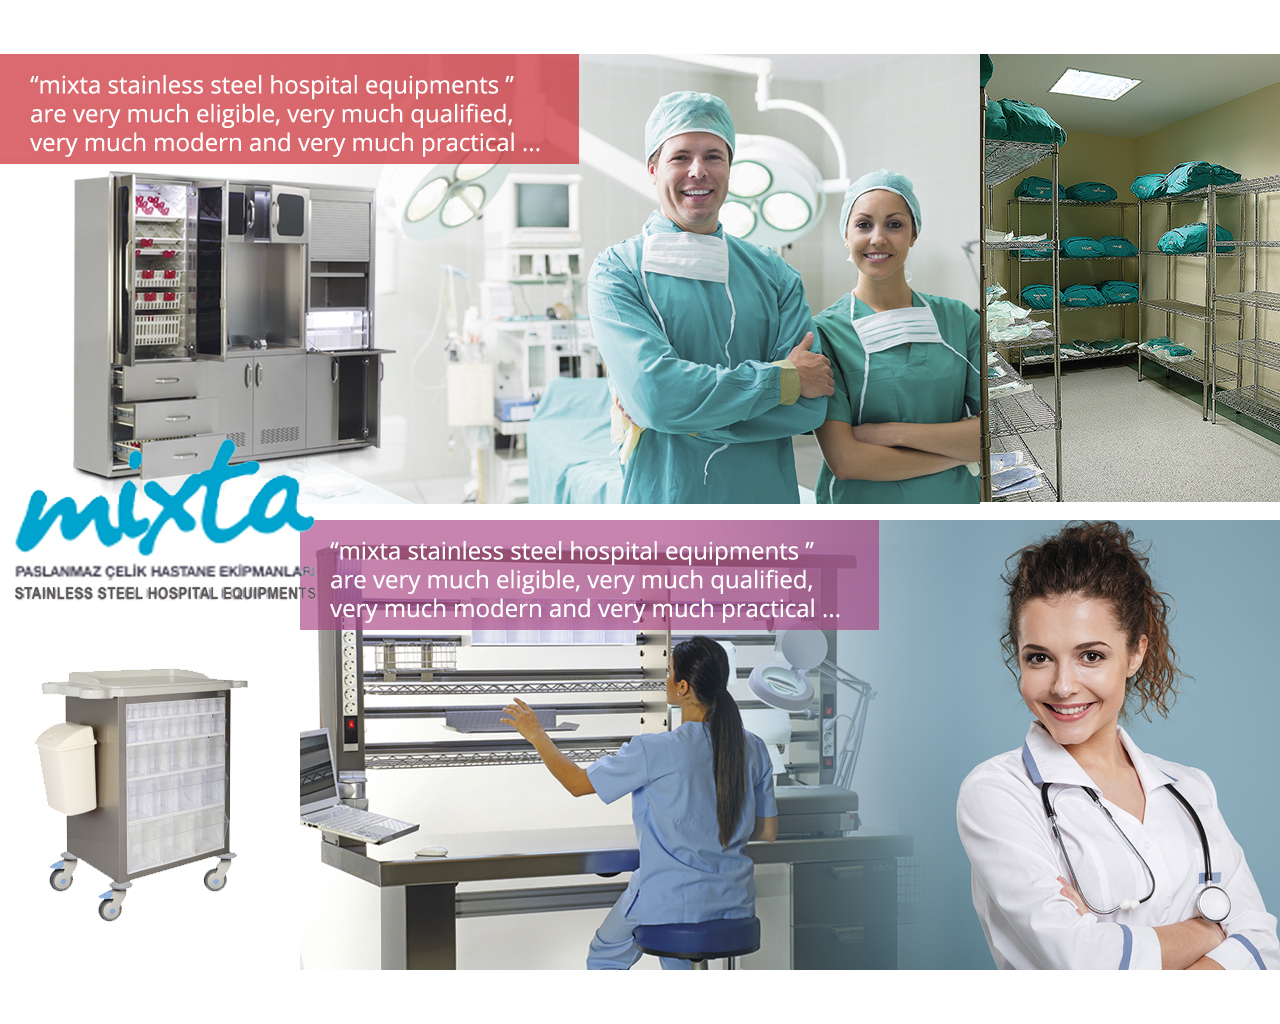 “mixta stainless steel hospital equipments ”
are very much eligible, very much qualified,
very much modern and very much practical ...
mixta
PASLANMAZ ÇELİK HASTANE EKİPMANLARI
STAINLESS STEEL HOSPITAL EQUIPMENTS
“mixta stainless steel hospital equipments ”
are very much eligible, very much qualified,
very much modern and very much practical ...